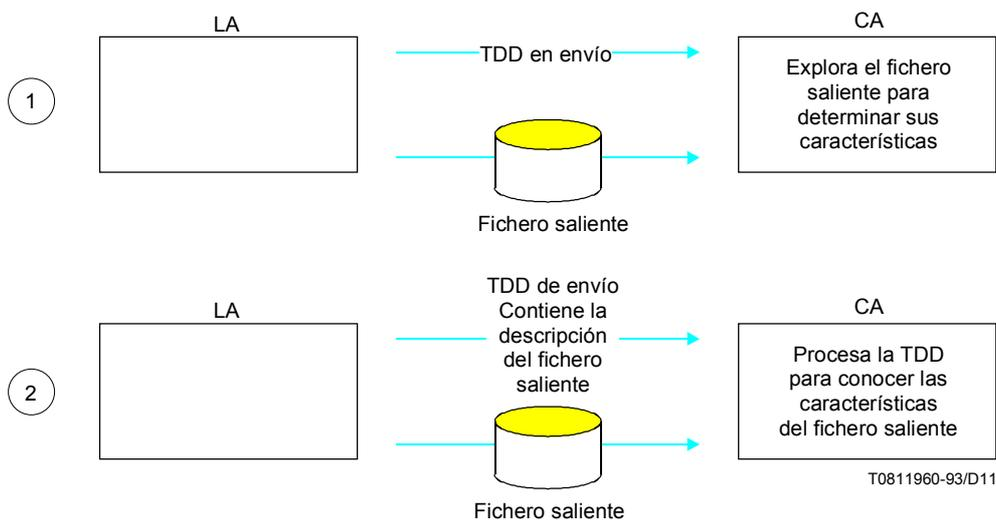 LA
CA
1
TDD en envío
Explora el fichero
saliente para
determinar sus
características
Fichero saliente
LA
TDD de envío
Contiene la
descripción
del fichero
saliente
CA
2
Procesa la TDD
para conocer las
características
del fichero saliente
Fichero saliente
T0811960-93/D11